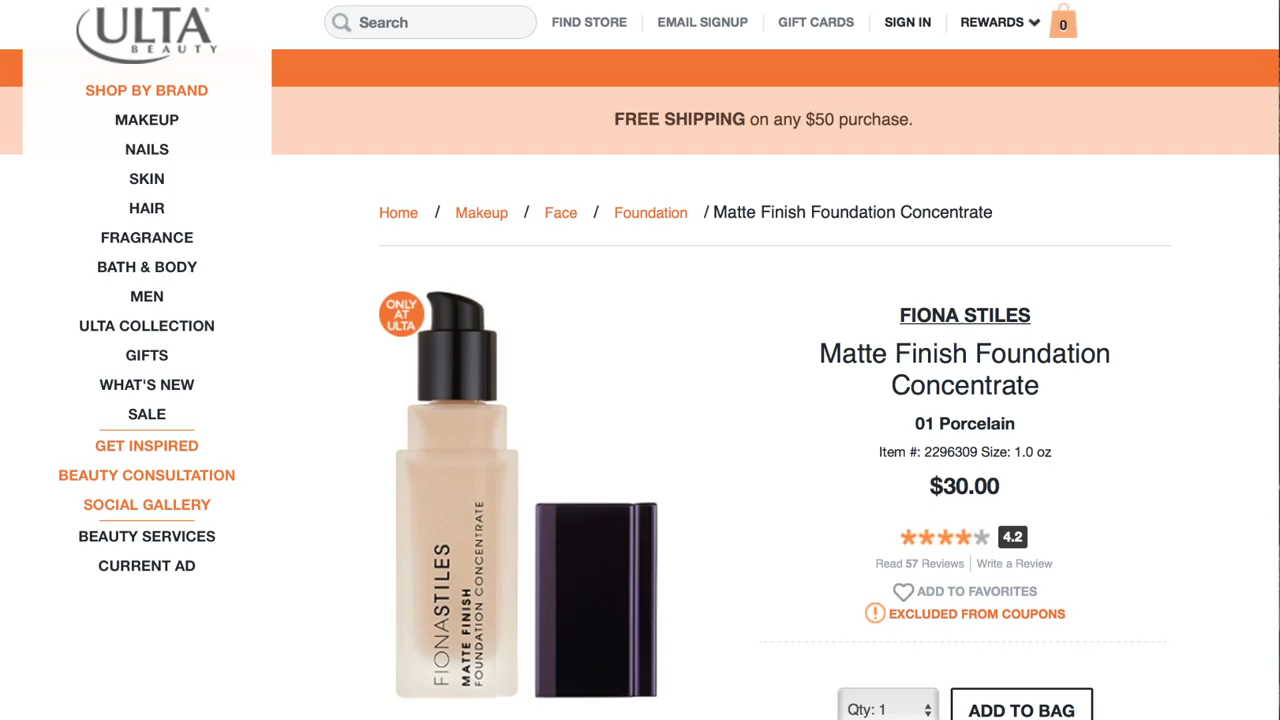 ULTA
BEAUTY
Search
FIND STORE
EMAIL SIGNUP
GIFT CARDS
SIGN IN
REWARDS
0
FREE SHIPPING on any $50 purchase.
SHOP BY BRAND
MAKEUP
NAILS
SKIN
HAIR
FRAGRANCE
BATH & BODY
MEN
ULTA COLLECTION
GIFTS
WHAT'S NEW
SALE
GET INSPIRED
BEAUTY CONSULTATION
SOCIAL GALLERY
BEAUTY SERVICES
CURRENT AD
Home / Makeup / Face / Foundation / Matte Finish Foundation Concentrate
ONLY
AT
ULTA
FIONASTILES
MATTE FINISH
FOUNDATION CONCENTRATE
FIONA STILES
Matte Finish Foundation
Concentrate
01 Porcelain
Item #: 2296309 Size: 1.0 oz
$30.00
4.2
Read 57 Reviews
Write a Review
ADD TO FAVORITES
! EXCLUDED FROM COUPONS
Qty: 1
ADD TO BAG